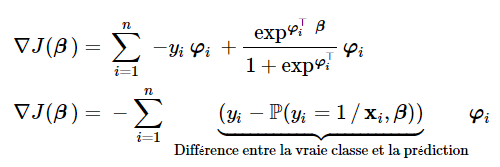 ∇J(β) = ∑_{i=1}^{n} −y_i φ_i + \frac{exp^{φ_i^⊤ β}}{1 + exp^{φ_i^⊤}} φ_i
∇J(β) = − ∑_{i=1}^{n} (y_i − ℙ(y_i = 1 / x_i, β)) φ_i
Différence entre la vraie classe et la prédiction